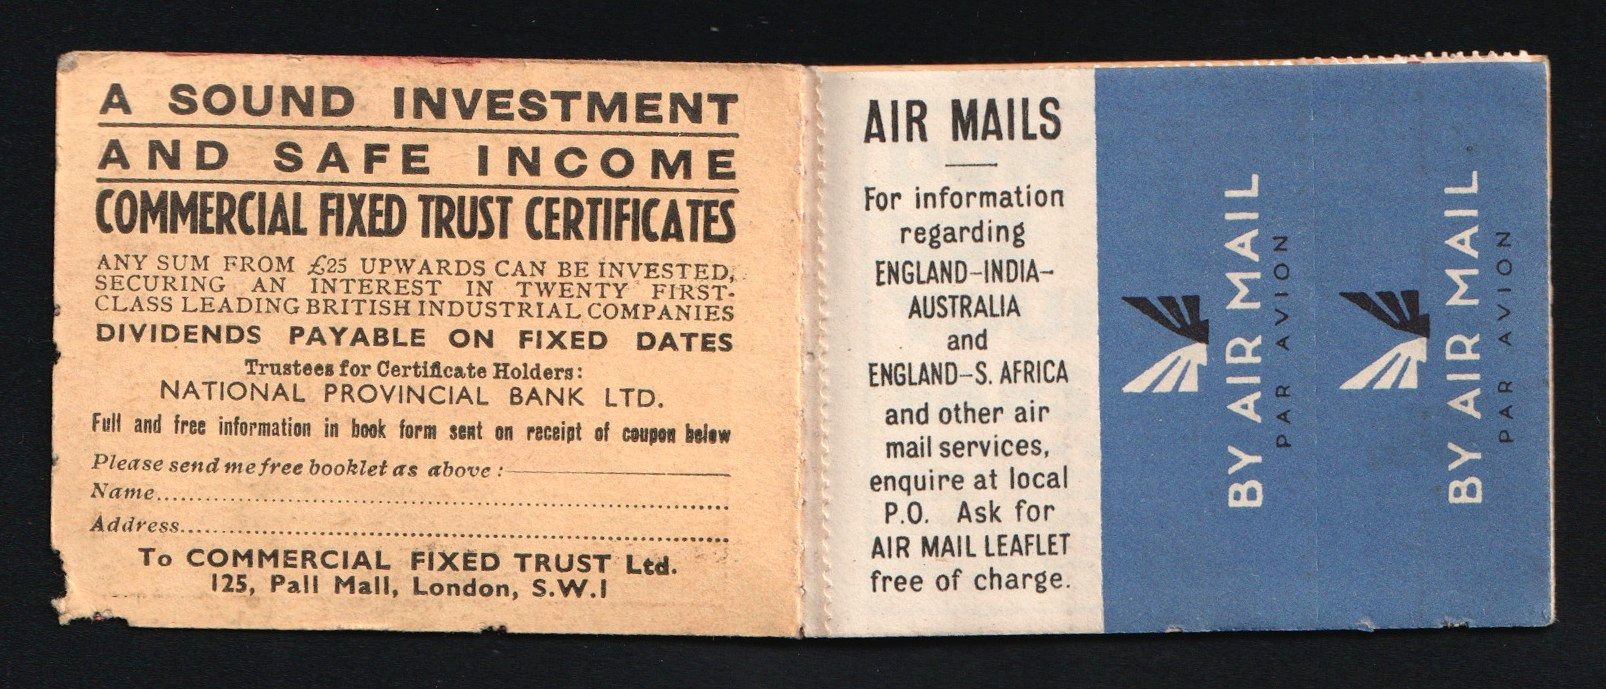 A SOUND INVESTMENT
AND SAFE INCOME
COMMERCIAL FIXED TRUST CERTIFICATES
ANY SUM FROM £25 UPWARDS CAN BE INVESTED,
SECURING AN INTEREST IN TWENTY FIRST-
CLASS LEADING BRITISH INDUSTRIAL COMPANIES
DIVIDENDS PAYABLE ON FIXED DATES
Trustees for Certificate Holders:
NATIONAL PROVINCIAL BANK LTD.
Full and free information in book form sent on receipt of coupon below
Please send me free booklet as above :
Name
Address
To COMMERCIAL FIXED TRUST Ltd.
125, Pall Mall, London, S.W.1
AIR MAILS
For information
regarding
ENGLAND–INDIA–
AUSTRALIA
and
ENGLAND–S. AFRICA
and other air
mail services,
enquire at local
P.O. Ask for
AIR MAIL LEAFLET
free of charge.
BY AIR MAIL
PAR AVION
BY AIR MAIL
PAR AVION